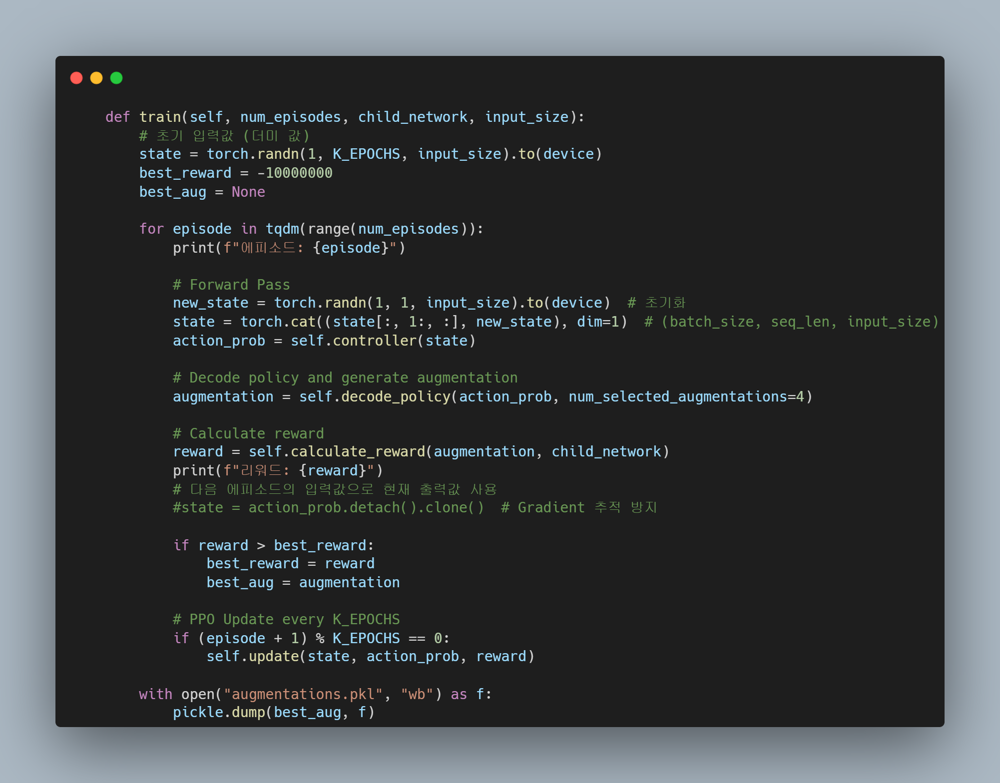 def train(self, num_episodes, child_network, input_size):
    # 초기 입력값 (더미 값)
    state = torch.randn(1, K_EPOCHS, input_size).to(device)
    best_reward = -10000000
    best_aug = None

    for episode in tqdm(range(num_episodes)):
        print(f"에피소드: {episode}")

        # Forward Pass
        new_state = torch.randn(1, 1, input_size).to(device)  # 초기화
        state = torch.cat((state[:, 1:, :], new_state), dim=1)  # (batch_size, seq_len, input_size)
        action_prob = self.controller(state)

        # Decode policy and generate augmentation
        augmentation = self.decode_policy(action_prob, num_selected_augmentations=4)

        # Calculate reward
        reward = self.calculate_reward(augmentation, child_network)
        print(f"리워드: {reward}")
        # 다음 에피소드의 입력값으로 현재 출력값 사용
        #state = action_prob.detach().clone()  # Gradient 추적 방지

        if reward > best_reward:
            best_reward = reward
            best_aug = augmentation

        # PPO Update every K_EPOCHS
        if (episode + 1) % K_EPOCHS == 0:
            self.update(state, action_prob, reward)

    with open("augmentations.pkl", "wb") as f:
        pickle.dump(best_aug, f)